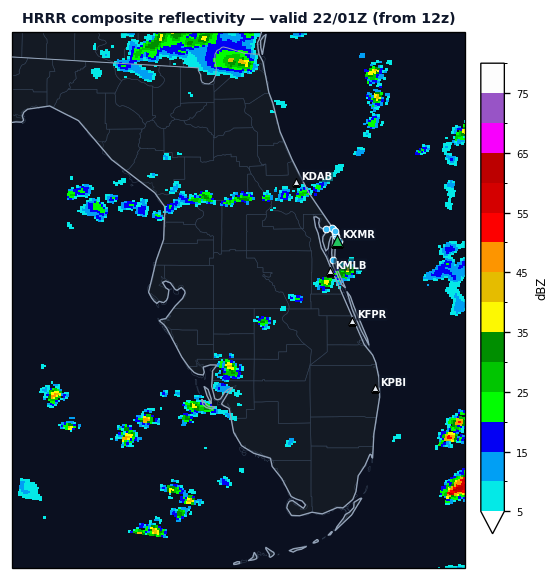 HRRR composite reflectivity — valid 22/01Z (from 12z)
KDAB
KXMR
KMLB
KFPR
KPBI
75
65
55
45
35
25
15
5
dBZ